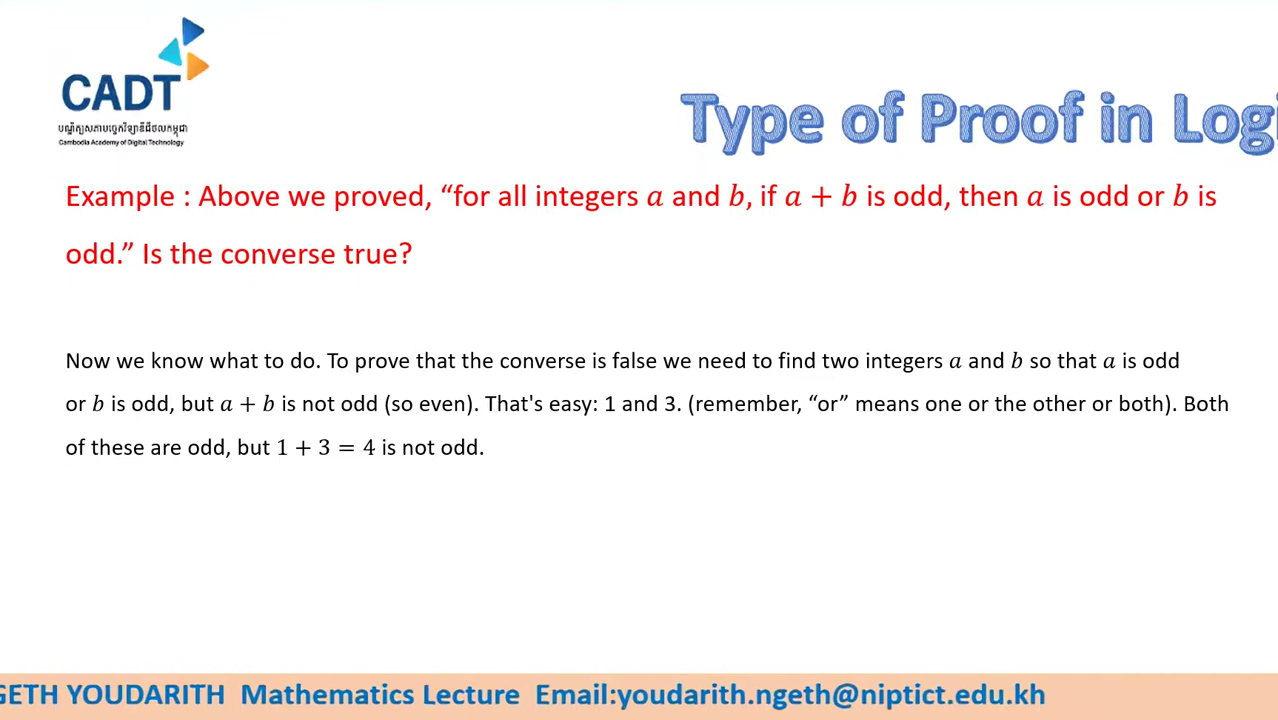 CADT
បណ្ឌិត្យសភាបច្ចេកវិទ្យាឌីជីថលកម្ពុជា
Cambodia Academy of Digital Technology
Type of Proof in Logi
Example : Above we proved, “for all integers 𝑎 and 𝑏, if 𝑎 + 𝑏 is odd, then 𝑎 is odd or 𝑏 is
odd.” Is the converse true?
Now we know what to do. To prove that the converse is false we need to find two integers 𝑎 and 𝑏 so that 𝑎 is odd
or 𝑏 is odd, but 𝑎 + 𝑏 is not odd (so even). That's easy: 1 and 3. (remember, “or” means one or the other or both). Both
of these are odd, but 1 + 3 = 4 is not odd.
GETH YOUDARITH Mathematics Lecture Email:youdarith.ngeth@niptict.edu.kh